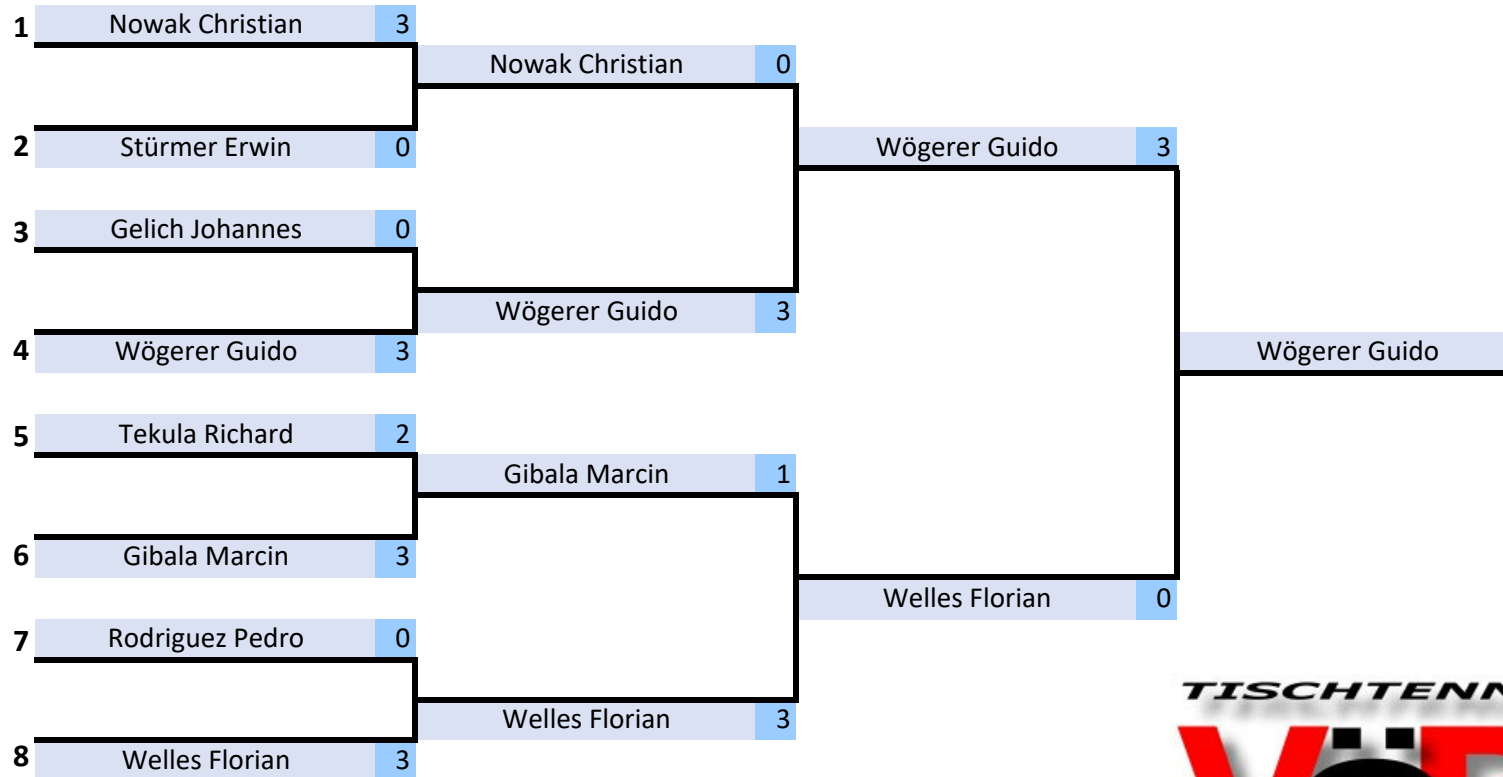 1 Nowak Christian 3
Nowak Christian 0
2 Stürmer Erwin 0
Wögerer Guido 3
3 Gelich Johannes 0
Wögerer Guido 3
4 Wögerer Guido 3
Wögerer Guido
5 Tekula Richard 2
Gibala Marcin 1
6 Gibala Marcin 3
Welles Florian 0
7 Rodriguez Pedro 0
Welles Florian 3
8 Welles Florian 3
TISCHTENN